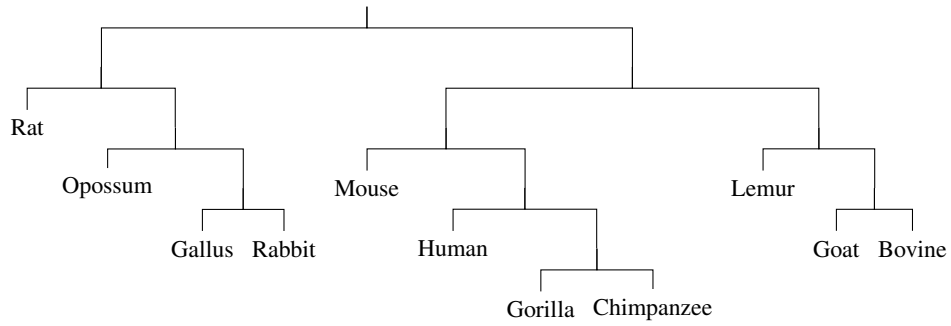 Rat
Opossum Mouse Lemur
Gallus Rabbit Human Goat Bovine
Gorilla Chimpanzee